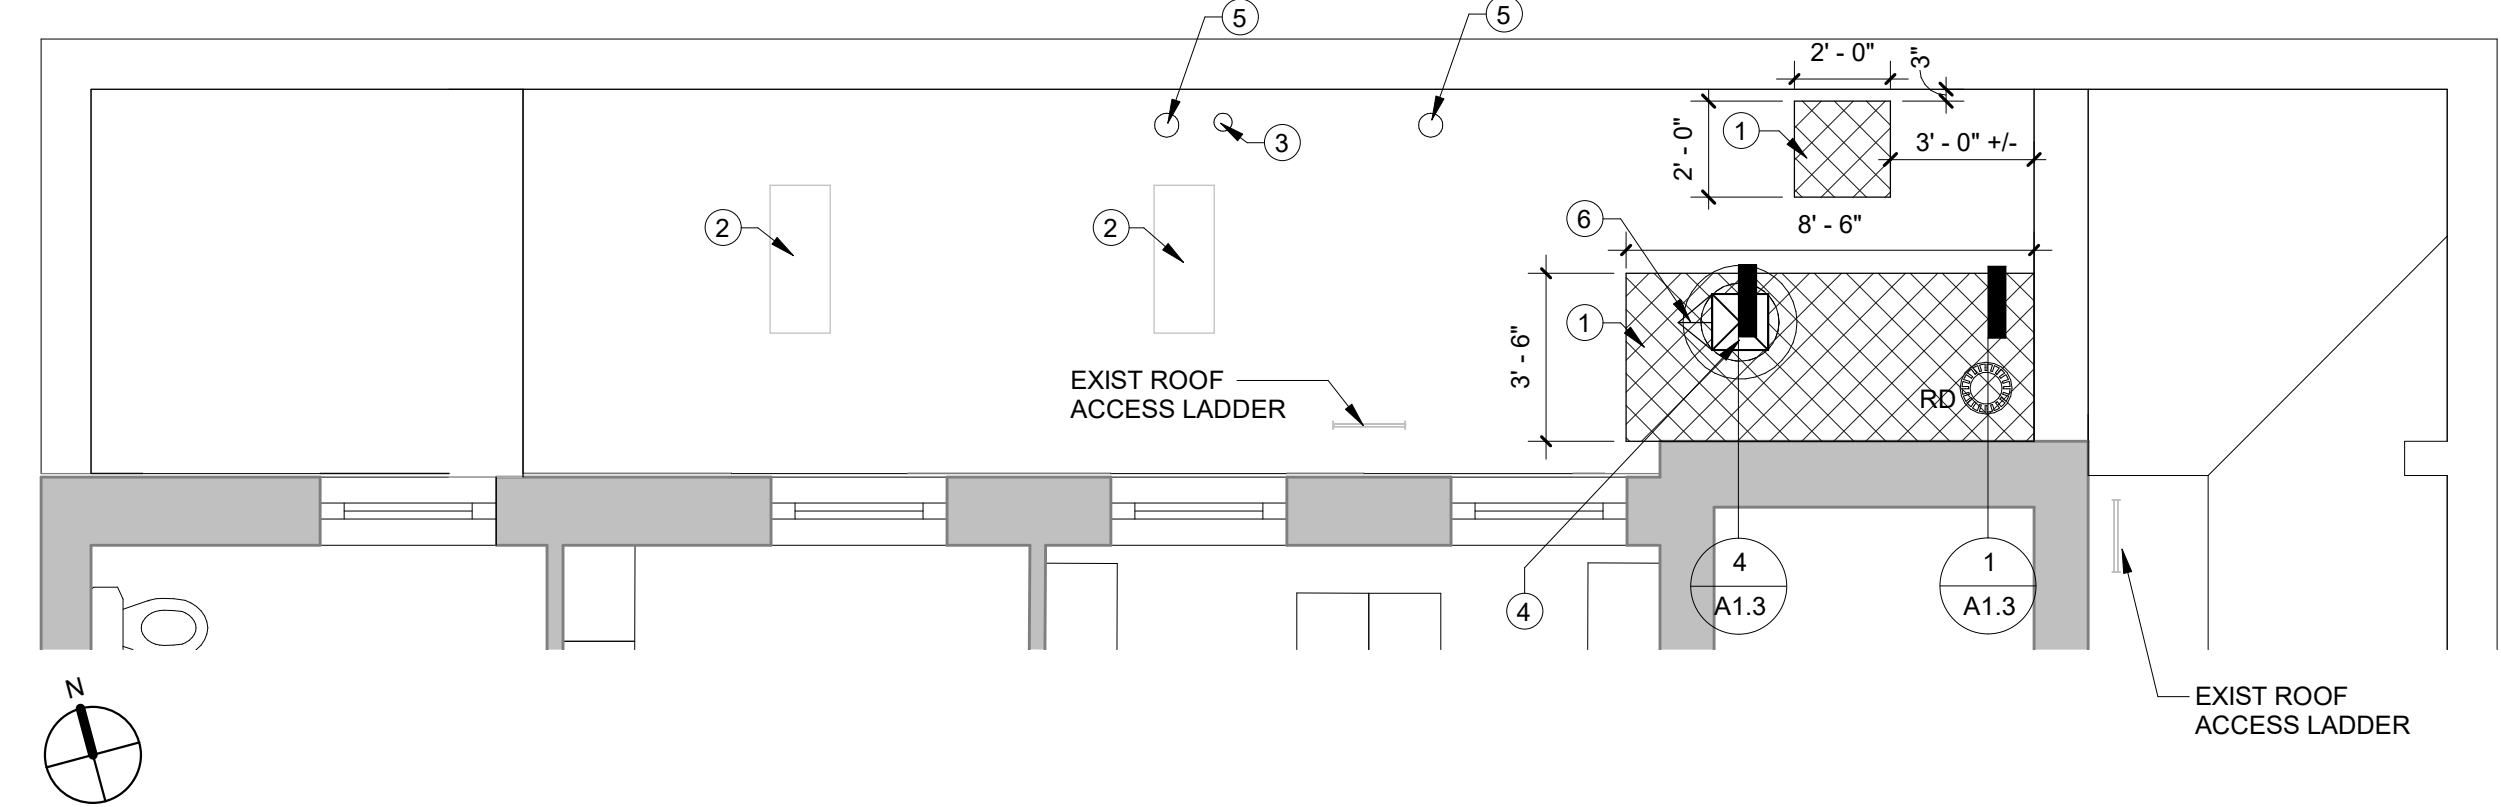 5
5
2' - 0"
3"
1
3
2' - 0"
3' - 0" +/-
2
2
6
8' - 6"
1
3' - 6"
EXIST ROOF
ACCESS LADDER
RD
4
A1.3
1
A1.3
4
N
EXIST ROOF
ACCESS LADDER